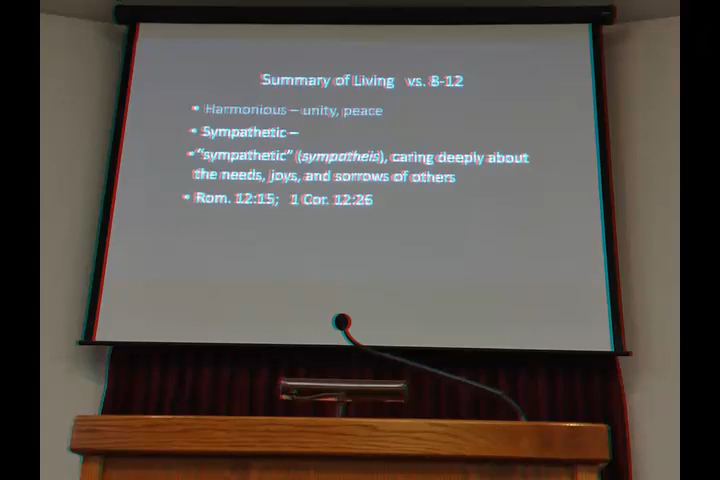 Summary of Living vs. 8-12
• Harmonious – unity, peace
• Sympathetic –
• "sympathetic" (sympatheis), caring deeply about
the needs, joys, and sorrows of others
• Rom. 12:15; 1 Cor. 12:26